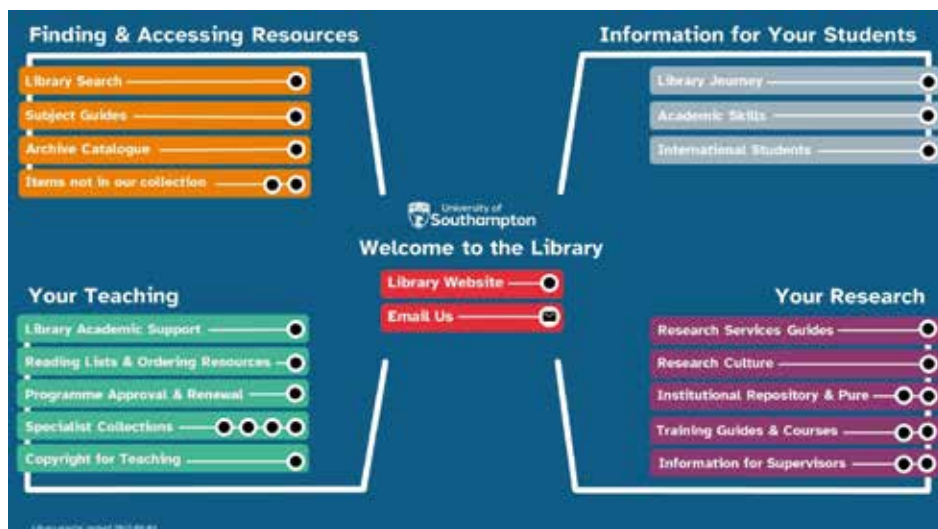 Finding & Accessing Resources
Library Search
Subject Guides
Archive Catalogue
Items not in our collection
Information for Your Students
Library Journey
Academic Skills
International Students
University of
Southampton
Welcome to the Library
Library Website
Email Us
Your Teaching
Library Academic Support
Reading Lists & Ordering Resources
Programme Approval & Renewal
Specialist Collections
Copyright for Teaching
Your Research
Research Services Guides
Research Culture
Institutional Repository & Pure
Training Guides & Courses
Information for Supervisors